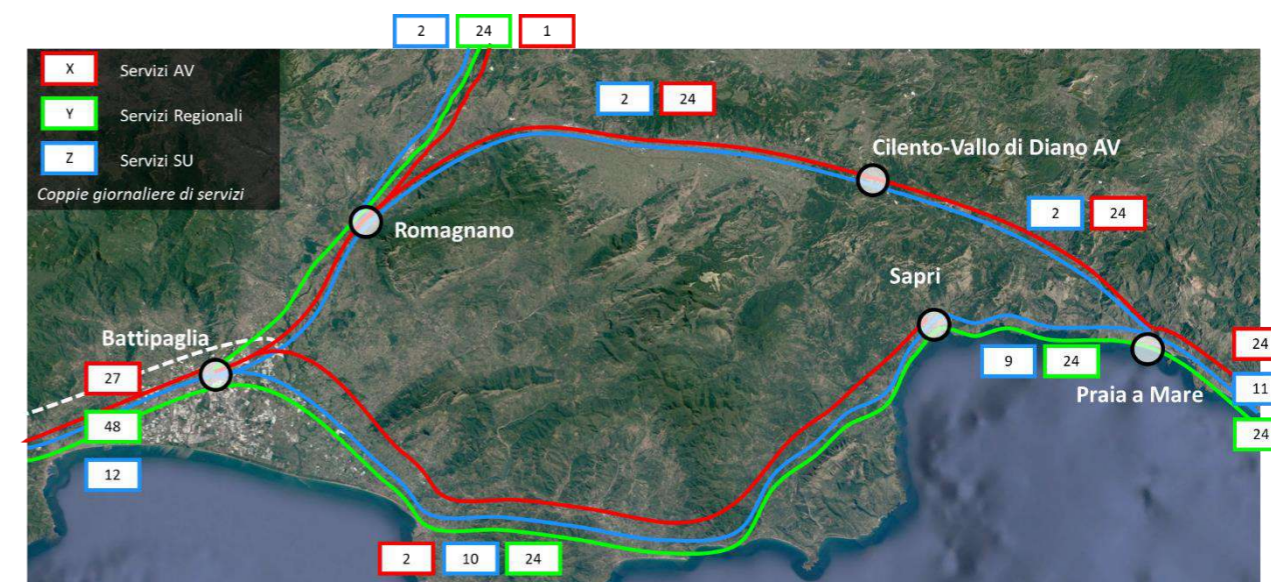 2 24 1
X Servizi AV
Y Servizi Regionali
Z Servizi SU
Coppie giornaliere di servizi
2 24
Cilento-Vallo di Diano AV
2 24
Romagnano
Sapri
Battipaglia
27
48
12
9 24
Praia a Mare
24
11
24
2 10 24